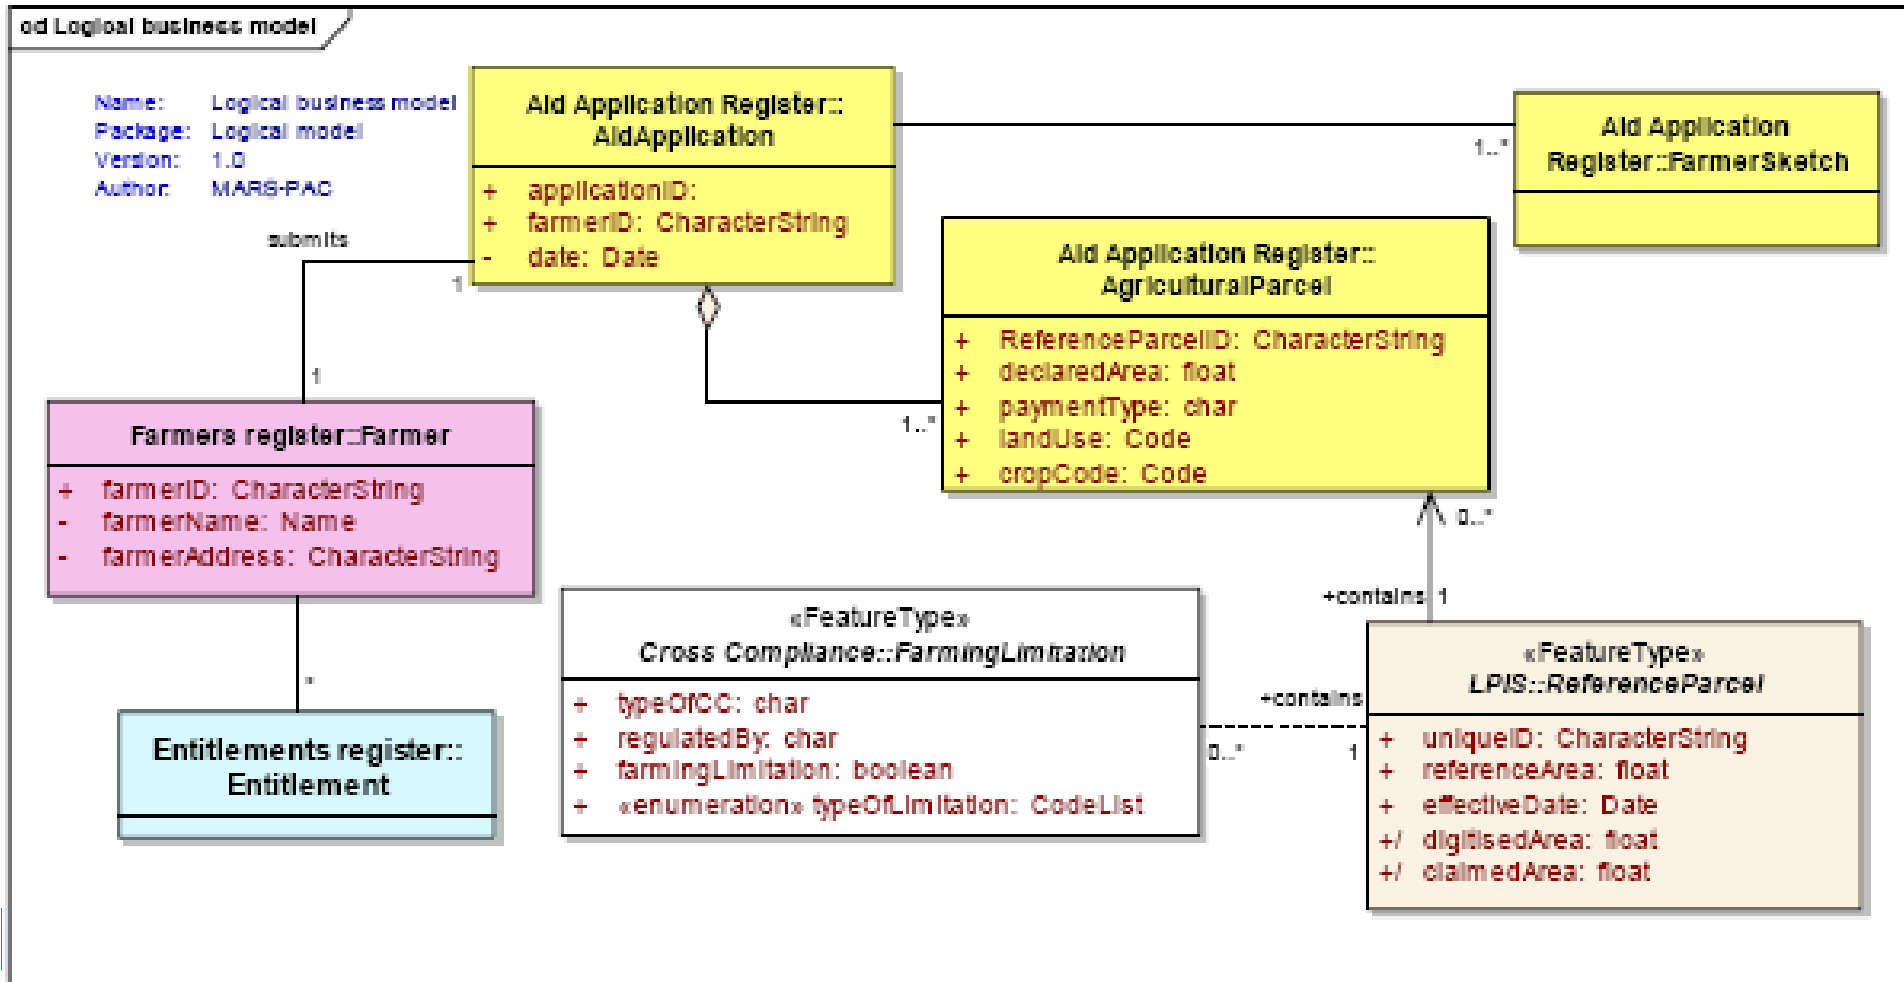 od Logical business model
Name: Logical business model
Package: Logical model
Version: 1.0
Author: MARS-PAC
Aid Application Register::
AidApplication
+ applicationID:
+ farmerID: CharacterString
- date: Date
1..*
Aid Application
Register::FarmerSketch
submits
1
1
Aid Application Register::
AgriculturalParcel
+ ReferenceParcelID: CharacterString
+ declaredArea: float
+ paymentType: char
+ landUse: Code
+ cropCode: Code
1..*
0..*
Farmers register::Farmer
+ farmerID: CharacterString
- farmerName: Name
- farmerAddress: CharacterString
*
Entitlements register::
Entitlement
«FeatureType»
Cross Compliance::FarmingLimitation
+ typeOfCC: char
+ regulatedBy: char
+ farmingLimitation: boolean
+ «enumeration» typeOfLimitation: CodeList
+contains 1
+contains
0..*
1
«FeatureType»
LPIS::ReferenceParcel
+ uniqueID: CharacterString
+ referenceArea: float
+ effectiveDate: Date
+/ digitisedArea: float
+/ claimedArea: float